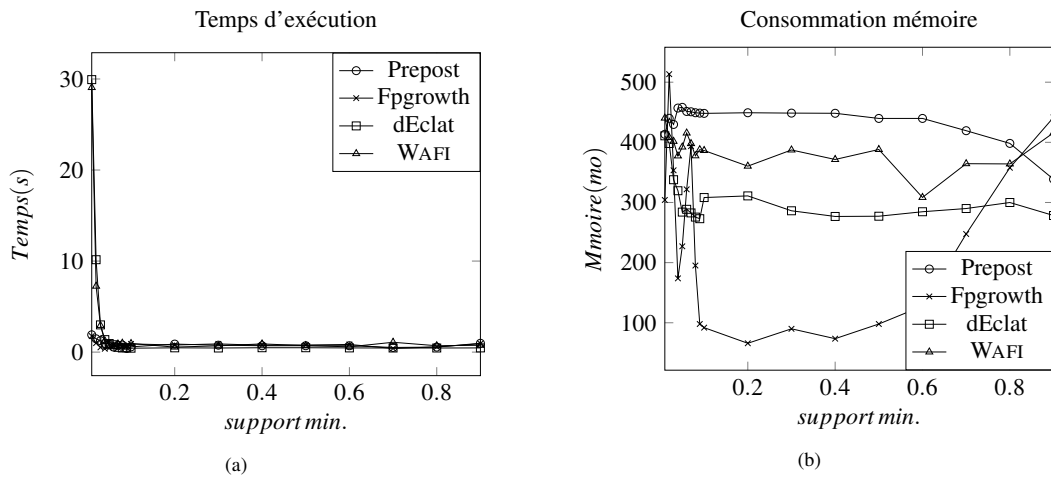 Temps d'exécution
30
20
10
0
Temps(s)
Prepost
Fpgrowth
dEclat
WAFI
0.2 0.4 0.6 0.8
support min.
(a)
Consommation mémoire
500
400
300
200
100
Mmoire(mo)
Prepost
Fpgrowth
dEclat
WAFI
0.2 0.4 0.6 0.8
support min.
(b)